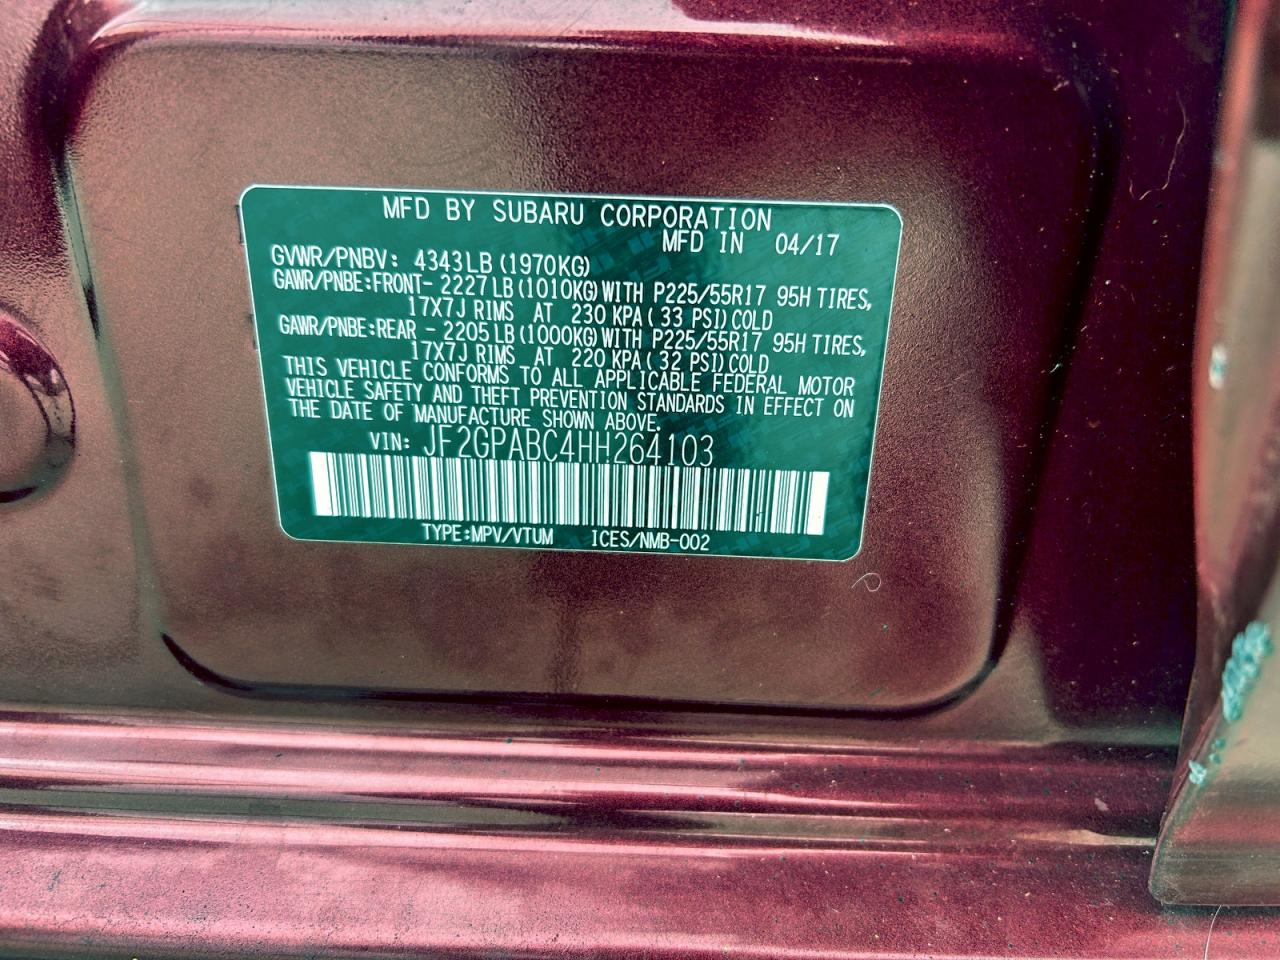 MFD BY SUBARU CORPORATION
MFD IN 04/17
GVWR/PNBV: 4343LB(1970KG)
GAWR/PNBE:FRONT- 2227LB(1010KG)WITH P225/55R17 95H TIRES,
17X7J RIMS AT 230 KPA(33 PSI)COLD
GAWR/PNBE:REAR - 2205LB(1000KG)WITH P225/55R17 95H TIRES,
17X7J RIMS AT 220 KPA(32 PSI)COLD
THIS VEHICLE CONFORMS TO ALL APPLICABLE FEDERAL MOTOR
VEHICLE SAFETY AND THEFT PREVENTION STANDARDS IN EFFECT ON
THE DATE OF MANUFACTURE SHOWN ABOVE.
VIN: JF2GPABC4HH264103
TYPE:MPV/VTUM ICES/NMB-002